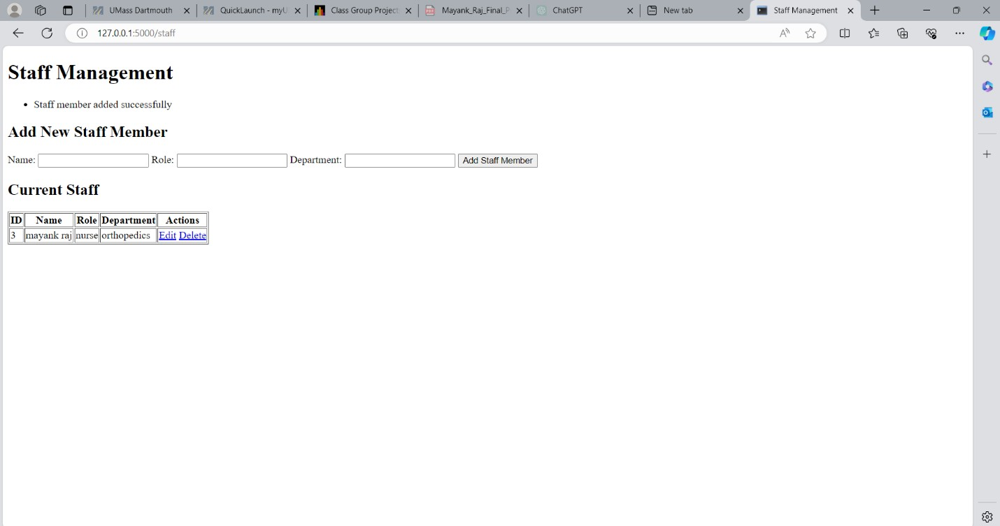 UMass Dartmouth
QuickLaunch - myU
Class Group Project
Mayank_Raj_Final_P
ChatGPT
New tab
Staff Management
127.0.0.1:5000/staff
Staff Management
Staff member added successfully
Add New Staff Member
Name: Role: Department: Add Staff Member
Current Staff
ID Name Role Department Actions
3 mayank raj nurse orthopedics Edit Delete